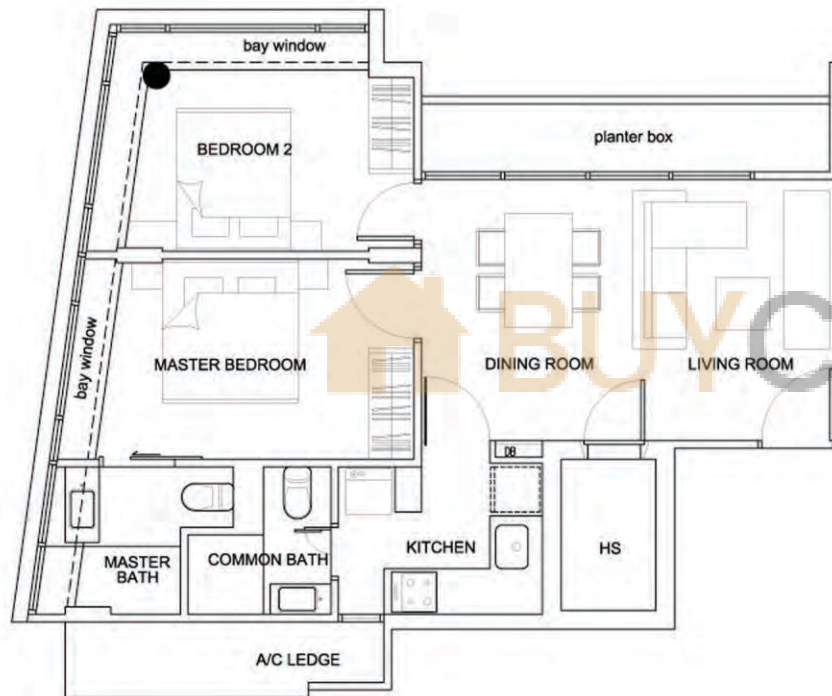 bay window
BEDROOM 2
planter box
bay window
MASTER BEDROOM
DINING ROOM
LIVING ROOM
BUYC
DB
MASTER
BATH
COMMON BATH
KITCHEN
HS
A/C LEDGE